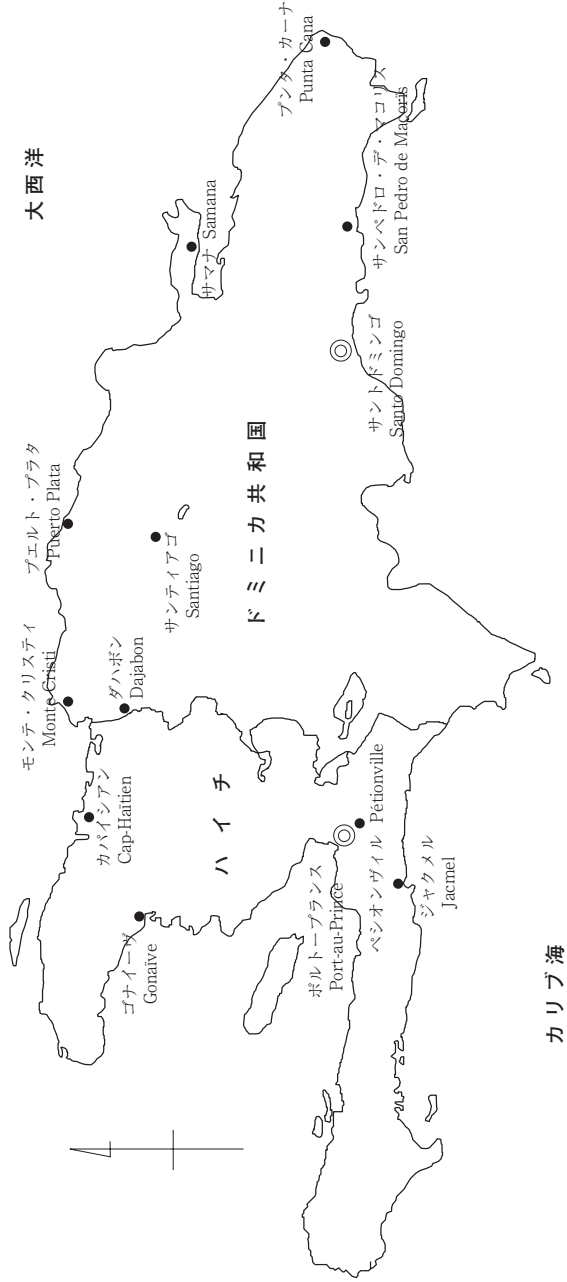 大西洋
モンテ・クリスティ
Monte Cristi
プエルト・プラタ
Puerto Plata
カパイシアン
Cap-Haïtien
ダハボン
Dajabon
サンティアゴ
Santiago
サマナ Samana
ゴナイーヴ
Gonaïve
ハイチ
ドミニカ共和国
プンタ・カーナ
Punta Cana
ポルトープランス
Port-au-Prince
ペシオンヴィル Pétionville
サントドミンゴ
Santo Domingo
サンペドロ・デ・マコリス
San Pedro de Macorïs
ジャクメル
Jacmel
カリブ海